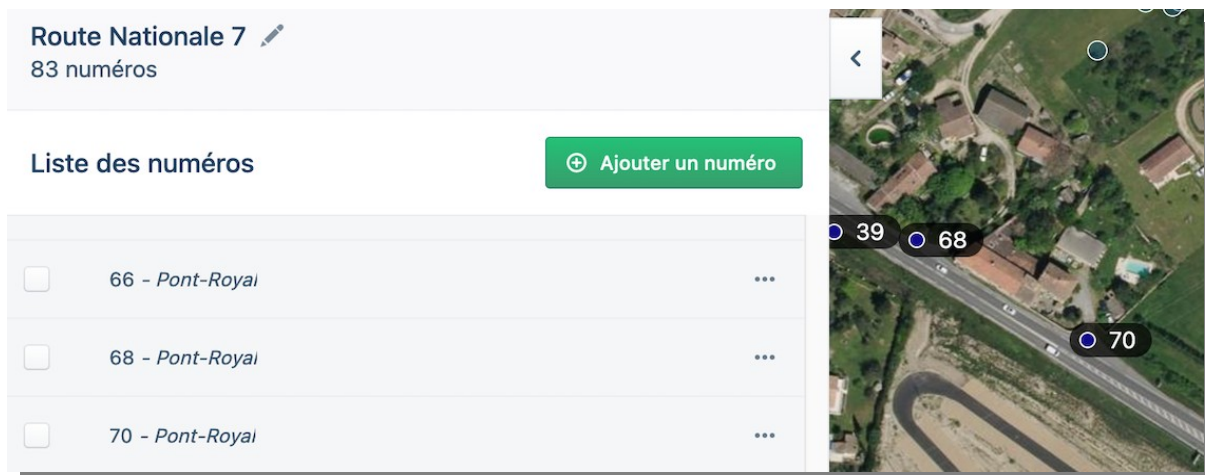 Route Nationale 7
83 numéros
Liste des numéros
Ajouter un numéro
66 - Pont-Royal
68 - Pont-Royal
70 - Pont-Royal
39
68
70